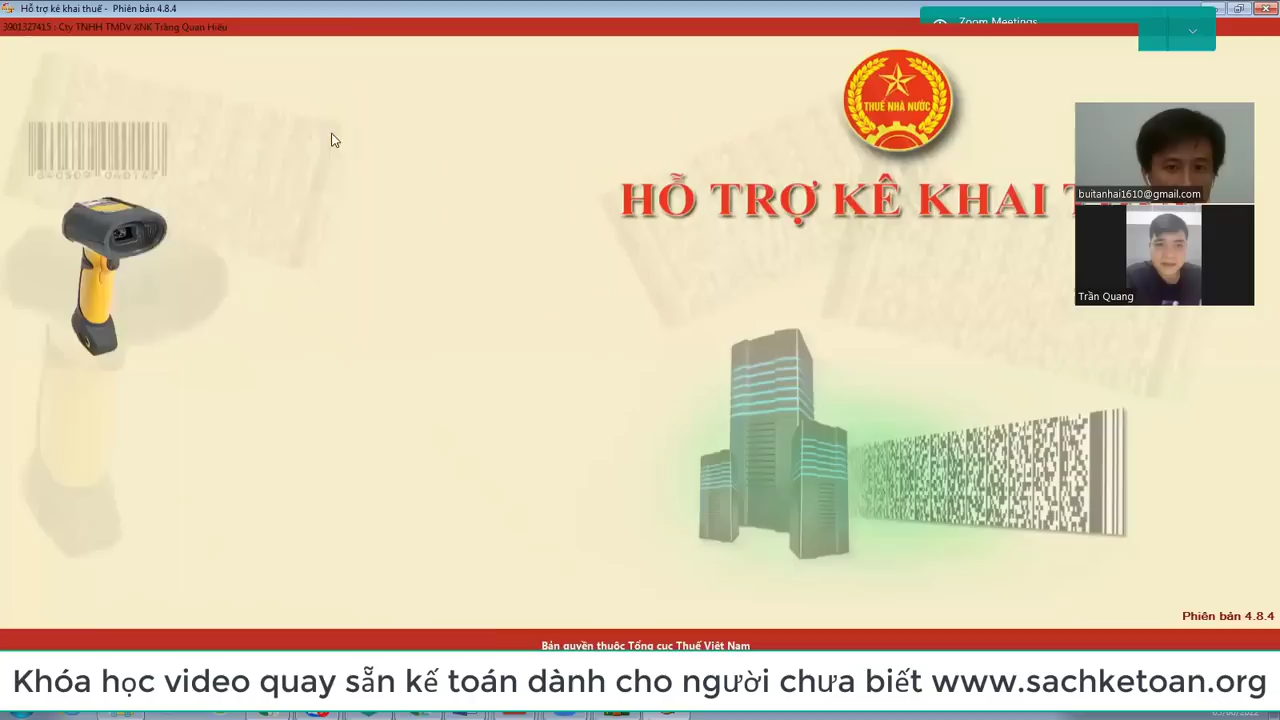 Hỗ trợ kê khai thuế - Phiên bản 4.8.4
3901327415 : Cty TNHH TMDV XNK Trăng Quan Hiếu
Zoom Meetings
THUẾ NHÀ NƯỚC
HỖ TRỢ KÊ KHAI
buitanhai1610@gmail.com
Trần Quang
Phiên bản 4.8.4
Bản quyền thuộc Tổng cục Thuế Việt Nam
Khóa học video quay sẵn kế toán dành cho người chưa biết www.sachketoan.org